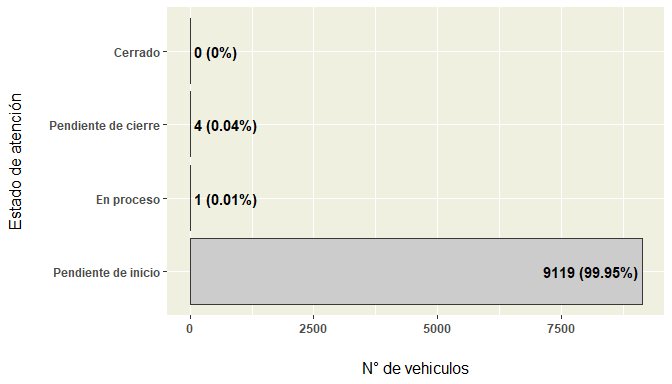 Estado de atención
Cerrado
0 (0%)
Pendiente de cierre
4 (0.04%)
En proceso
1 (0.01%)
Pendiente de inicio
9119 (99.95%)
0 2500 5000 7500
N° de vehiculos